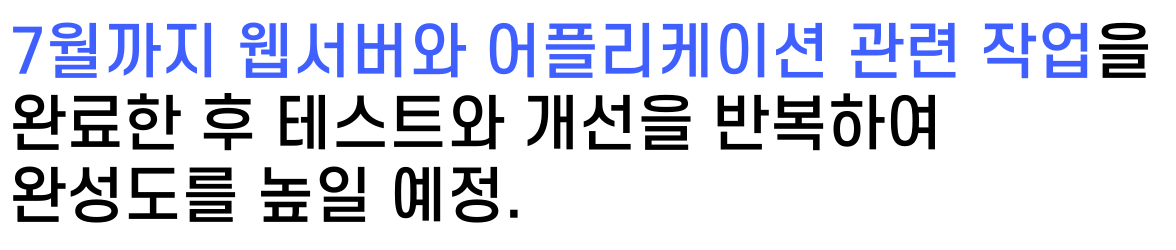 7월까지 웹서버와 어플리케이션 관련 작업을
완료한 후 테스트와 개선을 반복하여
완성도를 높일 예정.